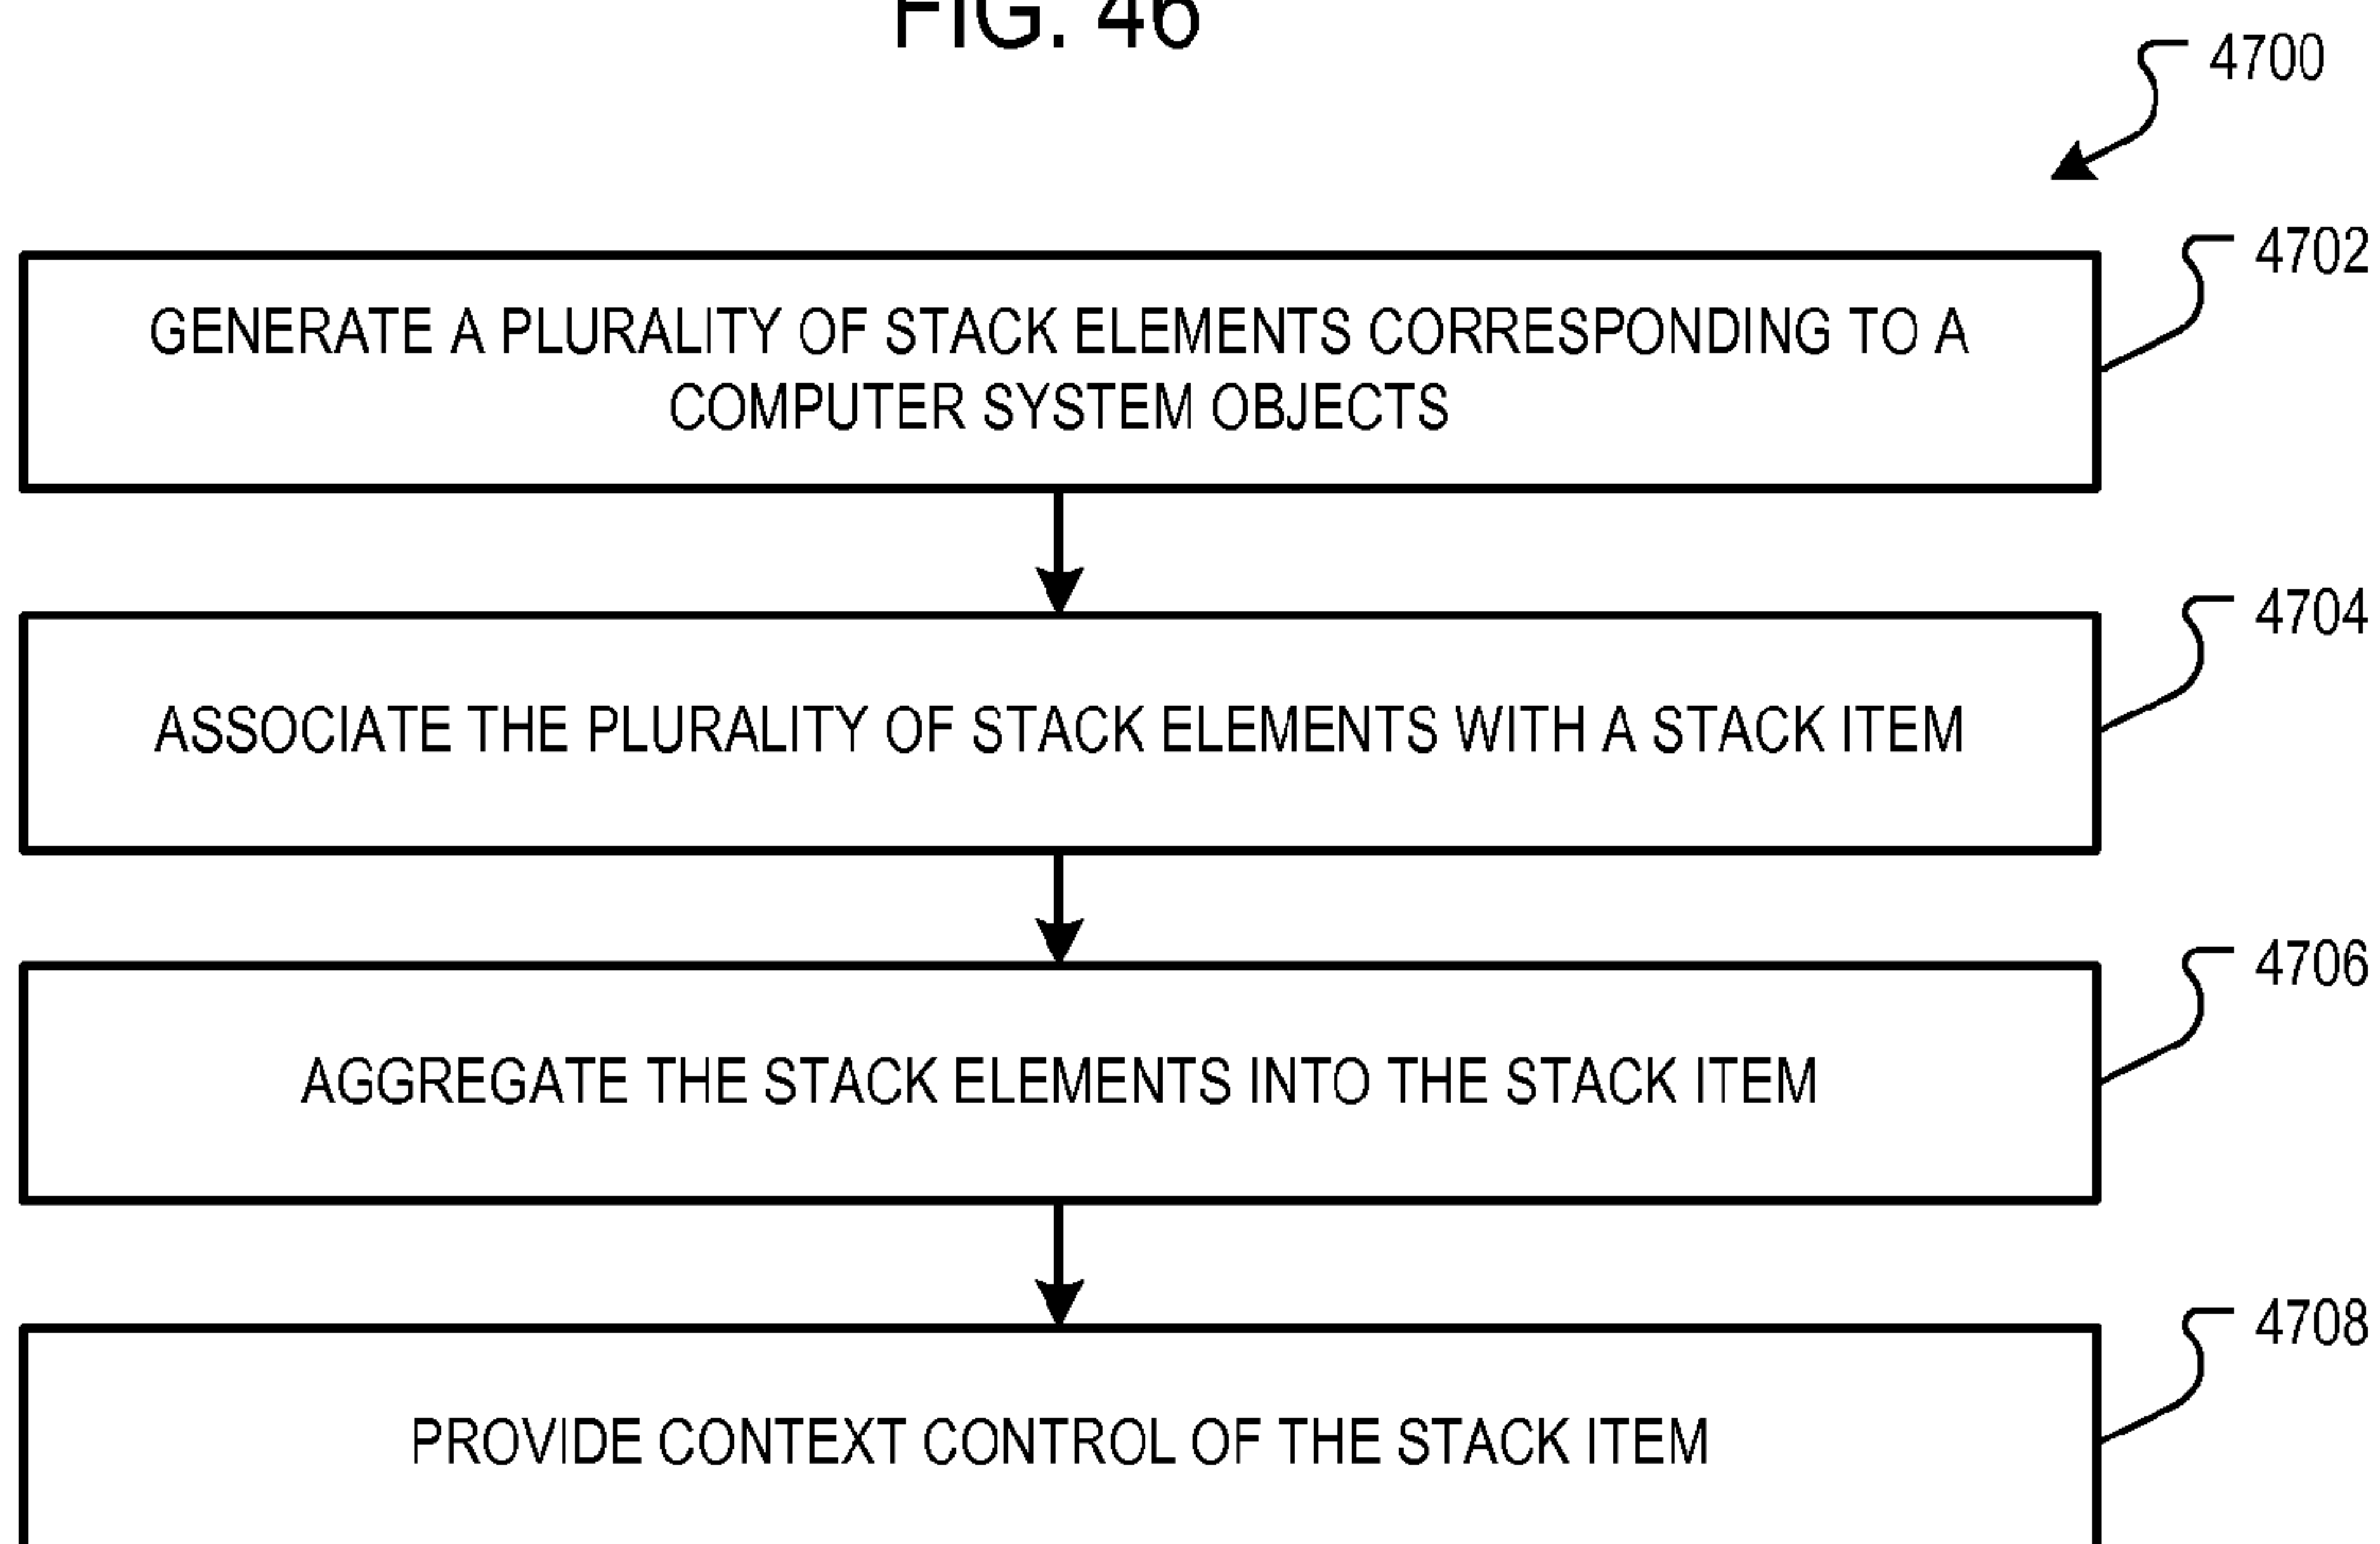 FIG. 46
4700
4702
GENERATE A PLURALITY OF STACK ELEMENTS CORRESPONDING TO A
COMPUTER SYSTEM OBJECTS
4704
ASSOCIATE THE PLURALITY OF STACK ELEMENTS WITH A STACK ITEM
4706
AGGREGATE THE STACK ELEMENTS INTO THE STACK ITEM
4708
PROVIDE CONTEXT CONTROL OF THE STACK ITEM